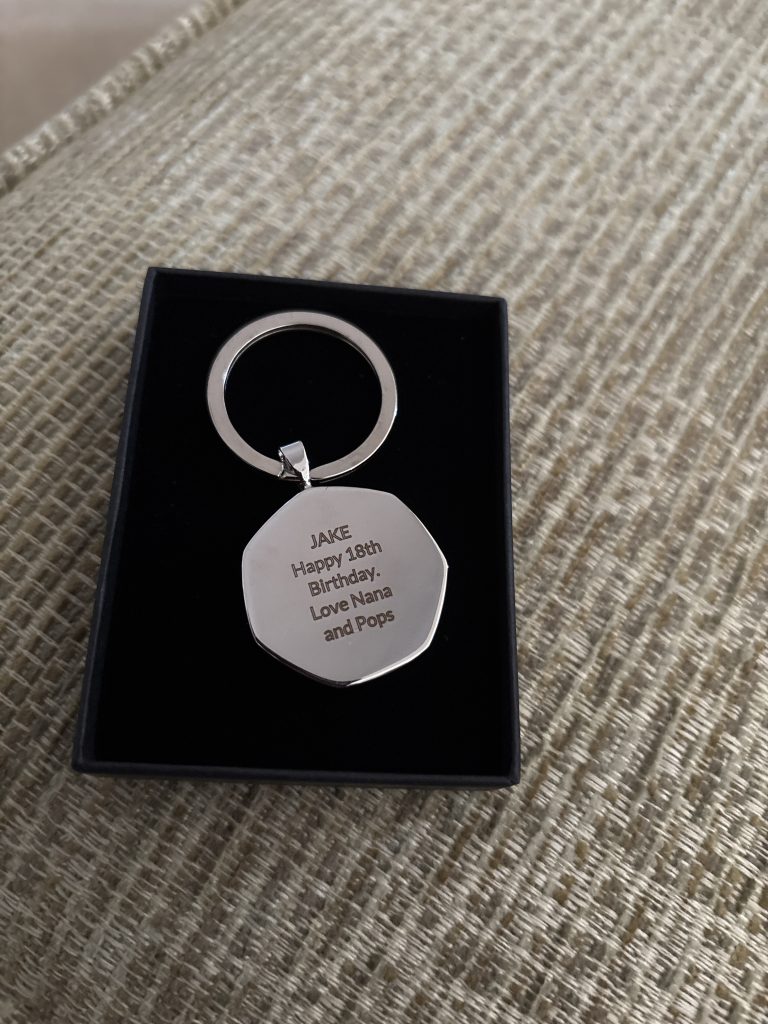 JAKE
Happy 18th
Birthday.
Love Nana
and Pops